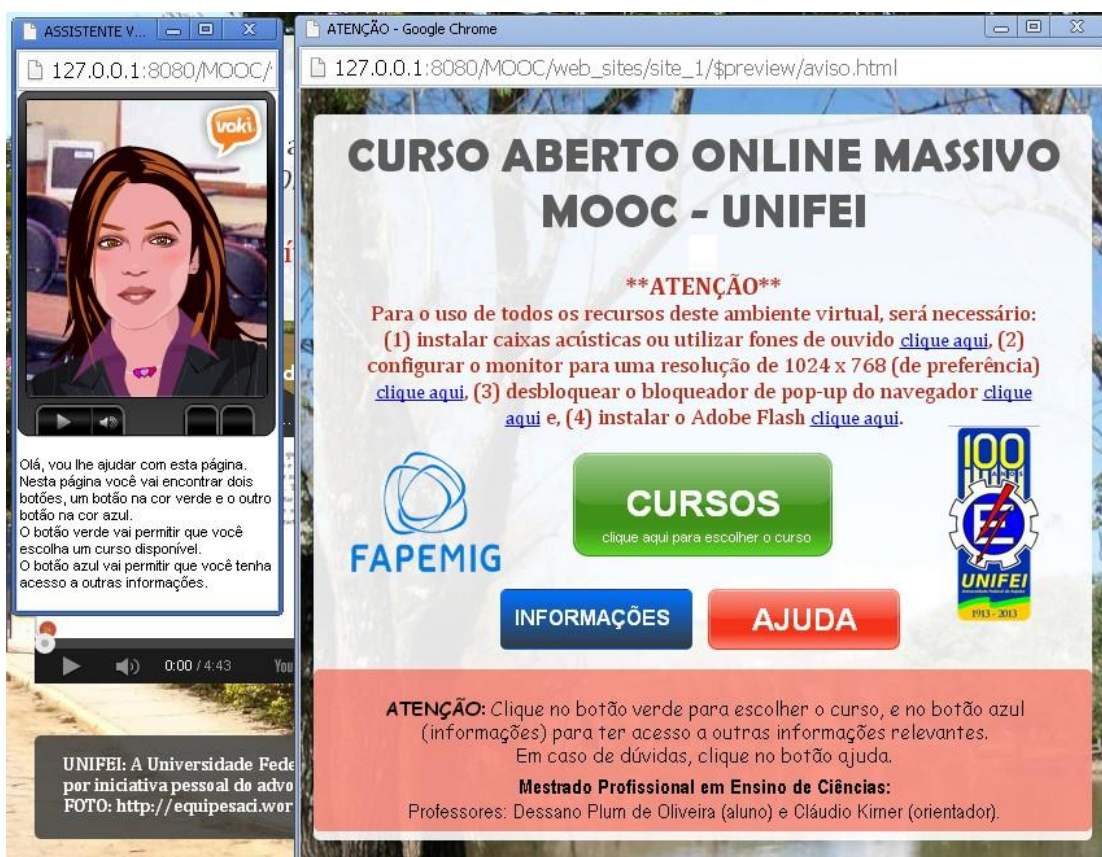 ASSISTENTE V...
127.0.0.1:8080/MOOC/
voki
Olá, vou lhe ajudar com esta página.
Nesta página você vai encontrar dois
botões, um botão na cor verde e o outro
botão na cor azul.
O botão verde vai permitir que você
escolha um curso disponível.
O botão azul vai permitir que você tenha
acesso a outras informações.
0:00 / 4:43 You
UNIFEI: A Universidade Fede
por iniciativa pessoal do advo
FOTO: http://equipesaci.wor
ATENÇÃO - Google Chrome
127.0.0.1:8080/MOOC/web_sites/site_1/$preview/aviso.html
CURSO ABERTO ONLINE MASSIVO
MOOC - UNIFEI
**ATENÇÃO**
Para o uso de todos os recursos deste ambiente virtual, será necessário:
(1) instalar caixas acústicas ou utilizar fones de ouvido clique aqui, (2)
configurar o monitor para uma resolução de 1024 x 768 (de preferência)
clique aqui, (3) desbloquear o bloqueador de pop-up do navegador clique
aqui e, (4) instalar o Adobe Flash clique aqui.
FAPEMIG
CURSOS
clique aqui para escolher o curso
100
ANOS
UNIFEI
1913 - 2013
INFORMAÇÕES
AJUDA
ATENÇÃO: Clique no botão verde para escolher o curso, e no botão azul
(informações) para ter acesso a outras informações relevantes.
Em caso de dúvidas, clique no botão ajuda.
Mestrado Profissional em Ensino de Ciências:
Professores: Dessano Plum de Oliveira (aluno) e Cláudio Kirner (orientador).